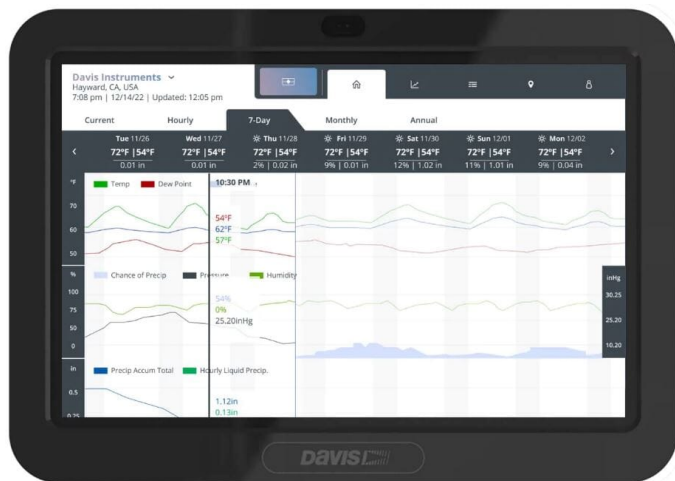 Davis Instruments
Hayward, CA, USA
7:08 pm | 12/14/22 | Updated: 12:05 pm
Current Hourly 7-Day Monthly Annual
Tue 11/26 Wed 11/27 Thu 11/28 Fri 11/29 Sat 11/30 Sun 12/01 Mon 12/02
72°F | 54°F 72°F | 54°F 72°F | 54°F 72°F | 54°F 72°F | 54°F 72°F | 54°F 72°F | 54°F
0.01 in 0.01 in 2% | 0.02 in 9% | 0.01 in 12% | 1.02 in 11% | 1.01 in 9% | 0.04 in
°F Temp Dew Point 10:30 PM
70
54°F
60 62°F
57°F
50
% Chance of Precip Pressure Humidity inHg
100 54% 30.25
75 0%
25.20inHg 25.20
50
0 10.20
in Precip Accum Total Hourly Liquid Precip.
0.5 1.12in
0.13in
0.25
DAVIS